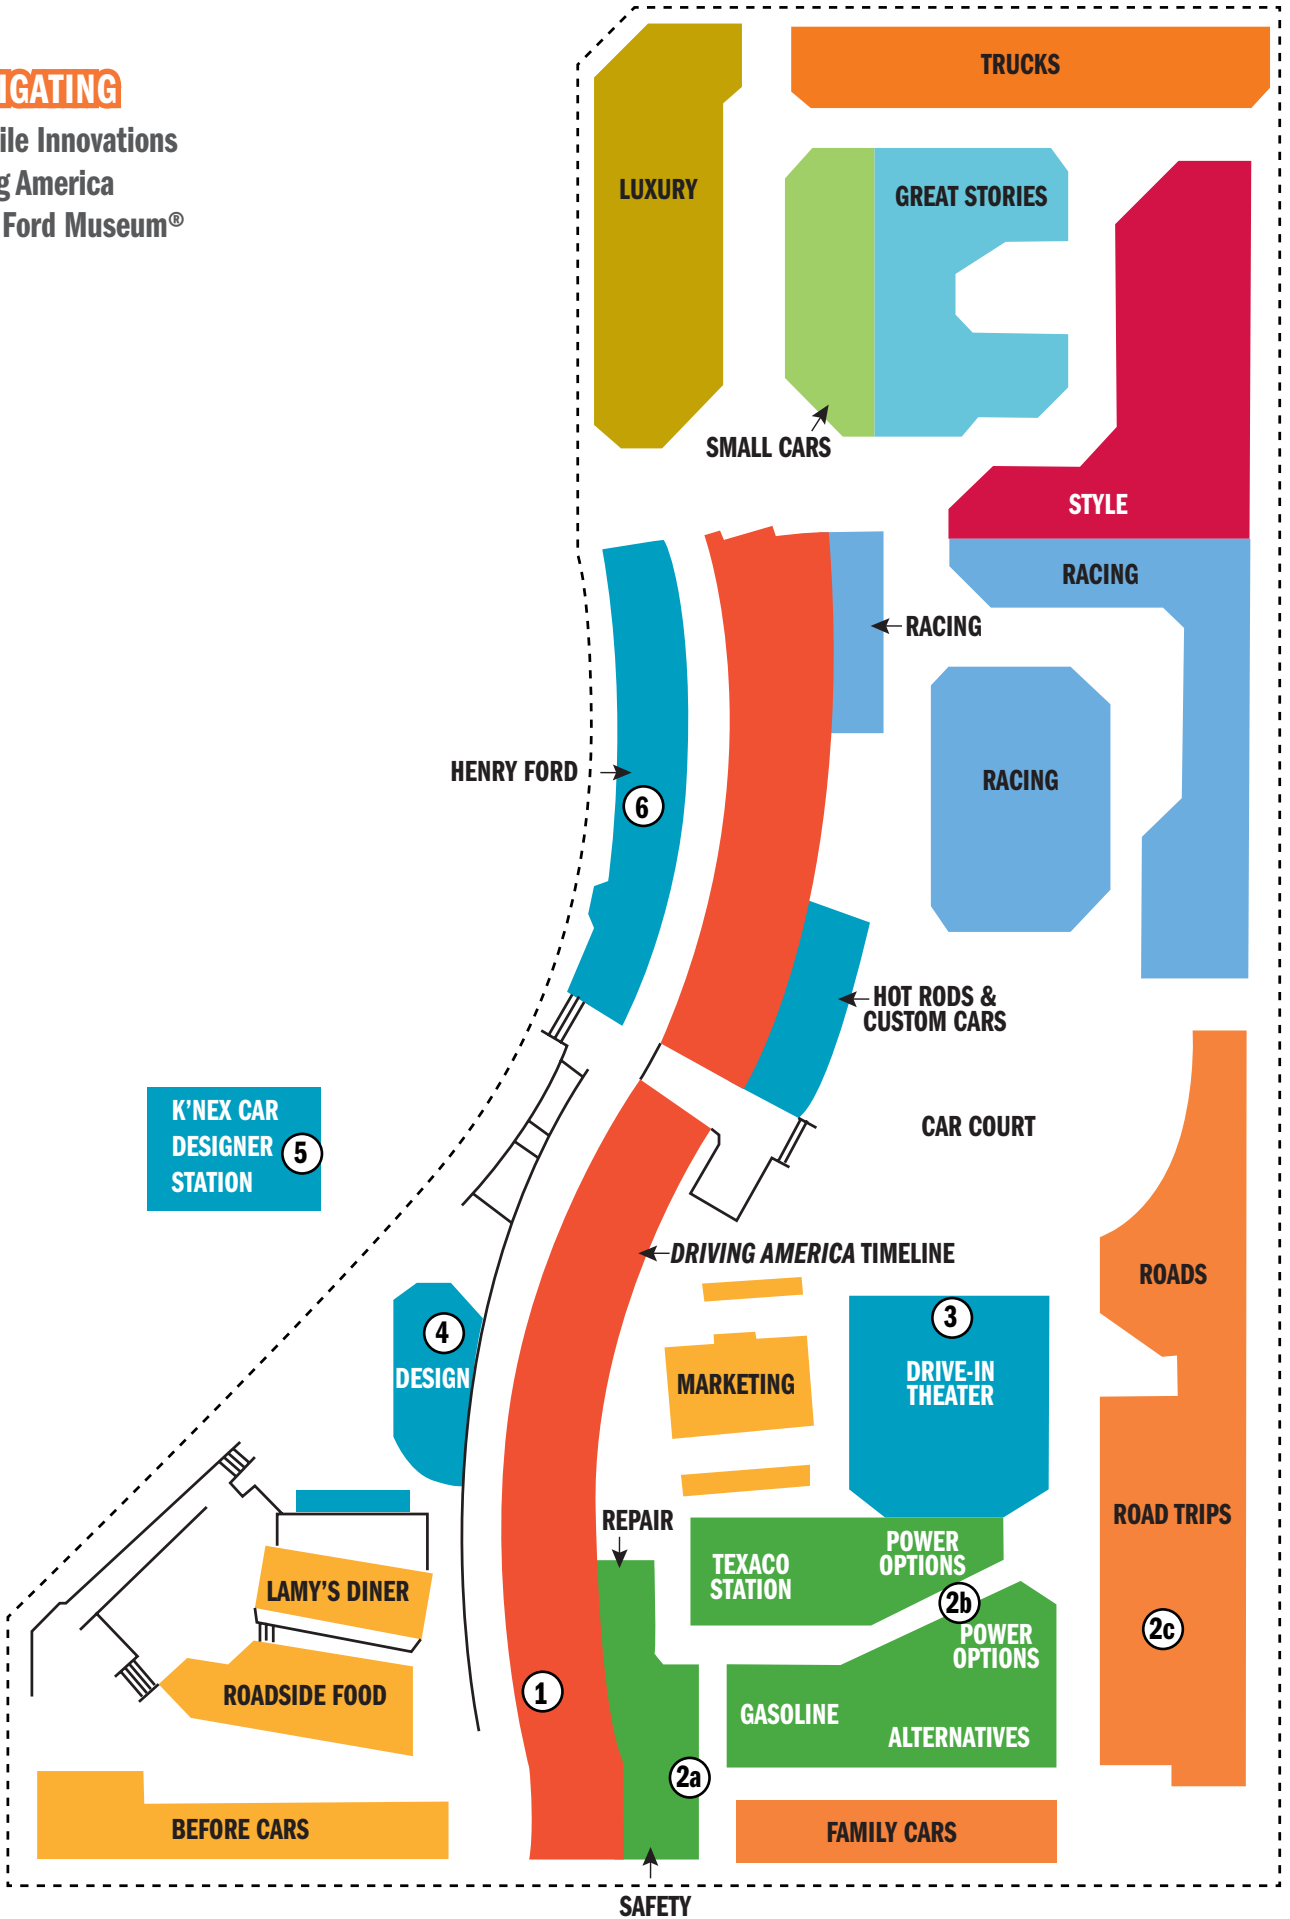 IGATING
ile Innovations
g America
Ford Museum®
TRUCKS
LUXURY
GREAT STORIES
SMALL CARS
STYLE
RACING
RACING
HENRY FORD
6
RACING
HOT RODS &
CUSTOM CARS
K'NEX CAR
DESIGNER
STATION
5
CAR COURT
DRIVING AMERICA TIMELINE
ROADS
4
DESIGN
3
DRIVE-IN
THEATER
MARKETING
REPAIR
ROAD TRIPS
TEXACO
STATION
POWER
OPTIONS
LAMY'S DINER
2b
POWER
OPTIONS
2c
ROADSIDE FOOD
1
GASOLINE
ALTERNATIVES
2a
BEFORE CARS
FAMILY CARS
SAFETY